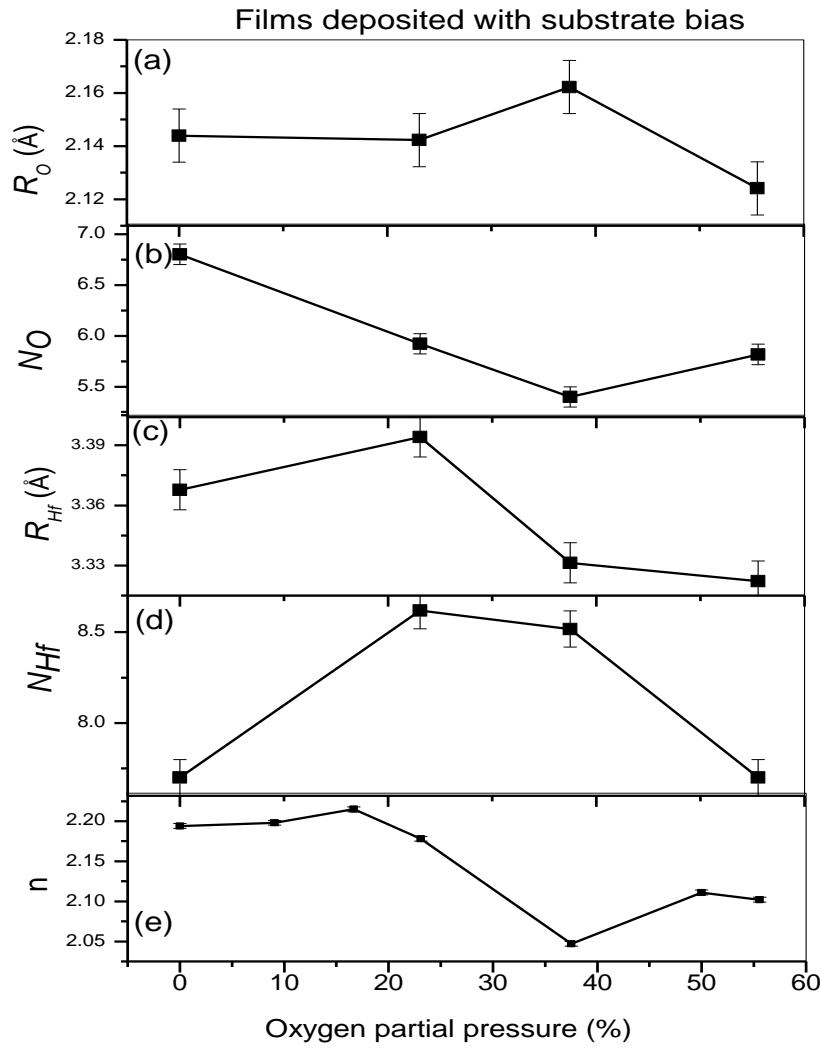 Films deposited with substrate bias
(a)
2.18
2.16
2.14
2.12
R_O (Å)
(b)
7.0
6.5
6.0
5.5
N_O
(c)
3.39
3.36
3.33
R_Hf (Å)
(d)
8.5
8.0
N_Hf
2.20
2.15
2.10
2.05
n
(e)
0 10 20 30 40 50 60
Oxygen partial pressure (%)